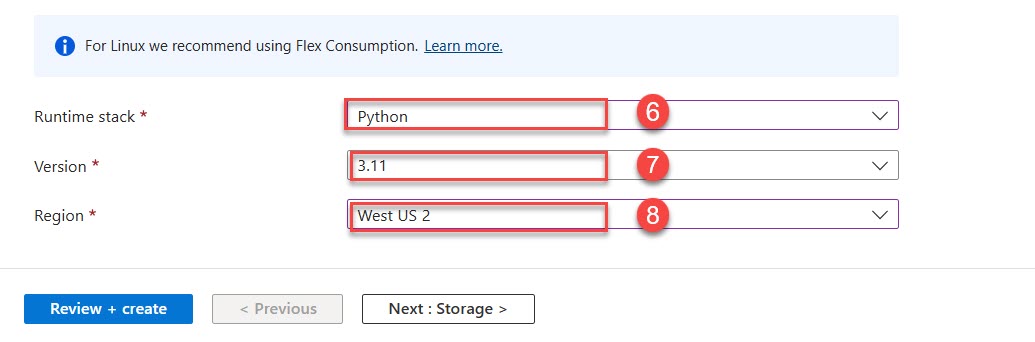 For Linux we recommend using Flex Consumption. Learn more.
Runtime stack * Python 6
Version * 3.11 7
Region * West US 2 8
Review + create < Previous Next : Storage >